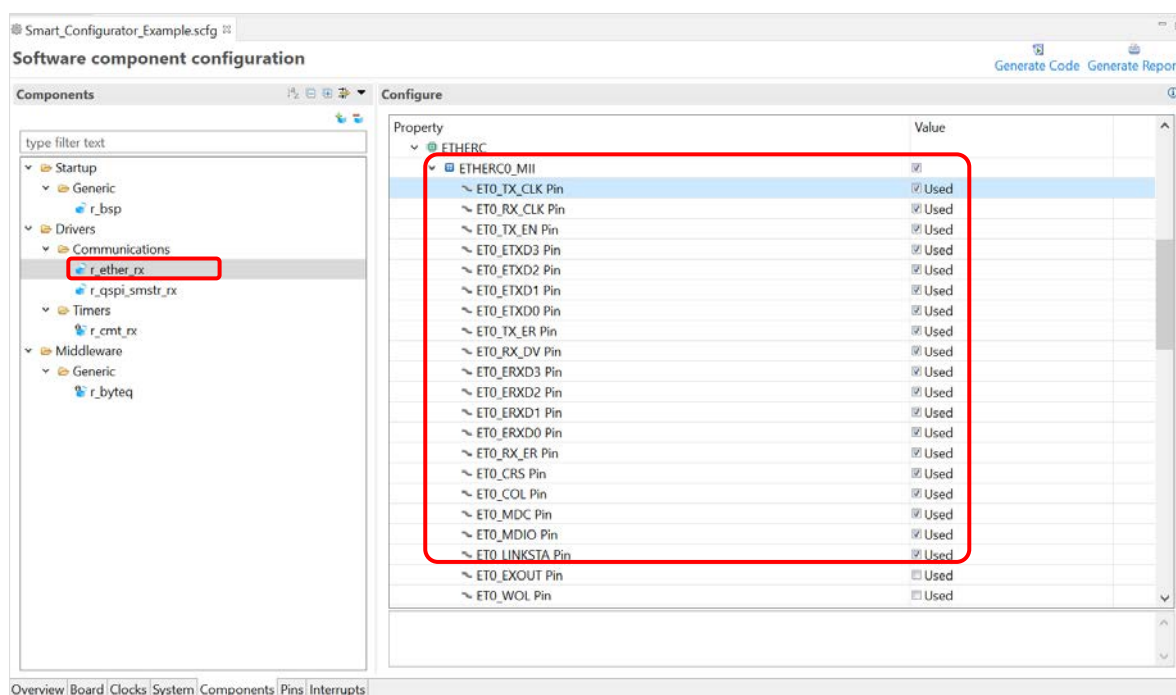 Smart_Configurator_Example.scfg
Software component configuration
Generate Code Generate Repor
Components
Configure
type filter text
Startup
Generic
r_bsp
Drivers
Communications
r_ether_rx
r_qspi_smstr_rx
Timers
r_cmt_rx
Middleware
Generic
r_byteq
Property Value
ETHERC
ETHERC0_MII
ET0_TX_CLK Pin Used
ET0_RX_CLK Pin Used
ET0_TX_EN Pin Used
ET0_ETXD3 Pin Used
ET0_ETXD2 Pin Used
ET0_ETXD1 Pin Used
ET0_ETXD0 Pin Used
ET0_TX_ER Pin Used
ET0_RX_DV Pin Used
ET0_ERXD3 Pin Used
ET0_ERXD2 Pin Used
ET0_ERXD1 Pin Used
ET0_ERXD0 Pin Used
ET0_RX_ER Pin Used
ET0_CRS Pin Used
ET0_COL Pin Used
ET0_MDC Pin Used
ET0_MDIO Pin Used
ET0_LINKSTA Pin Used
ET0_EXOUT Pin Used
ET0_WOL Pin Used
Overview Board Clocks System Components Pins Interrupts